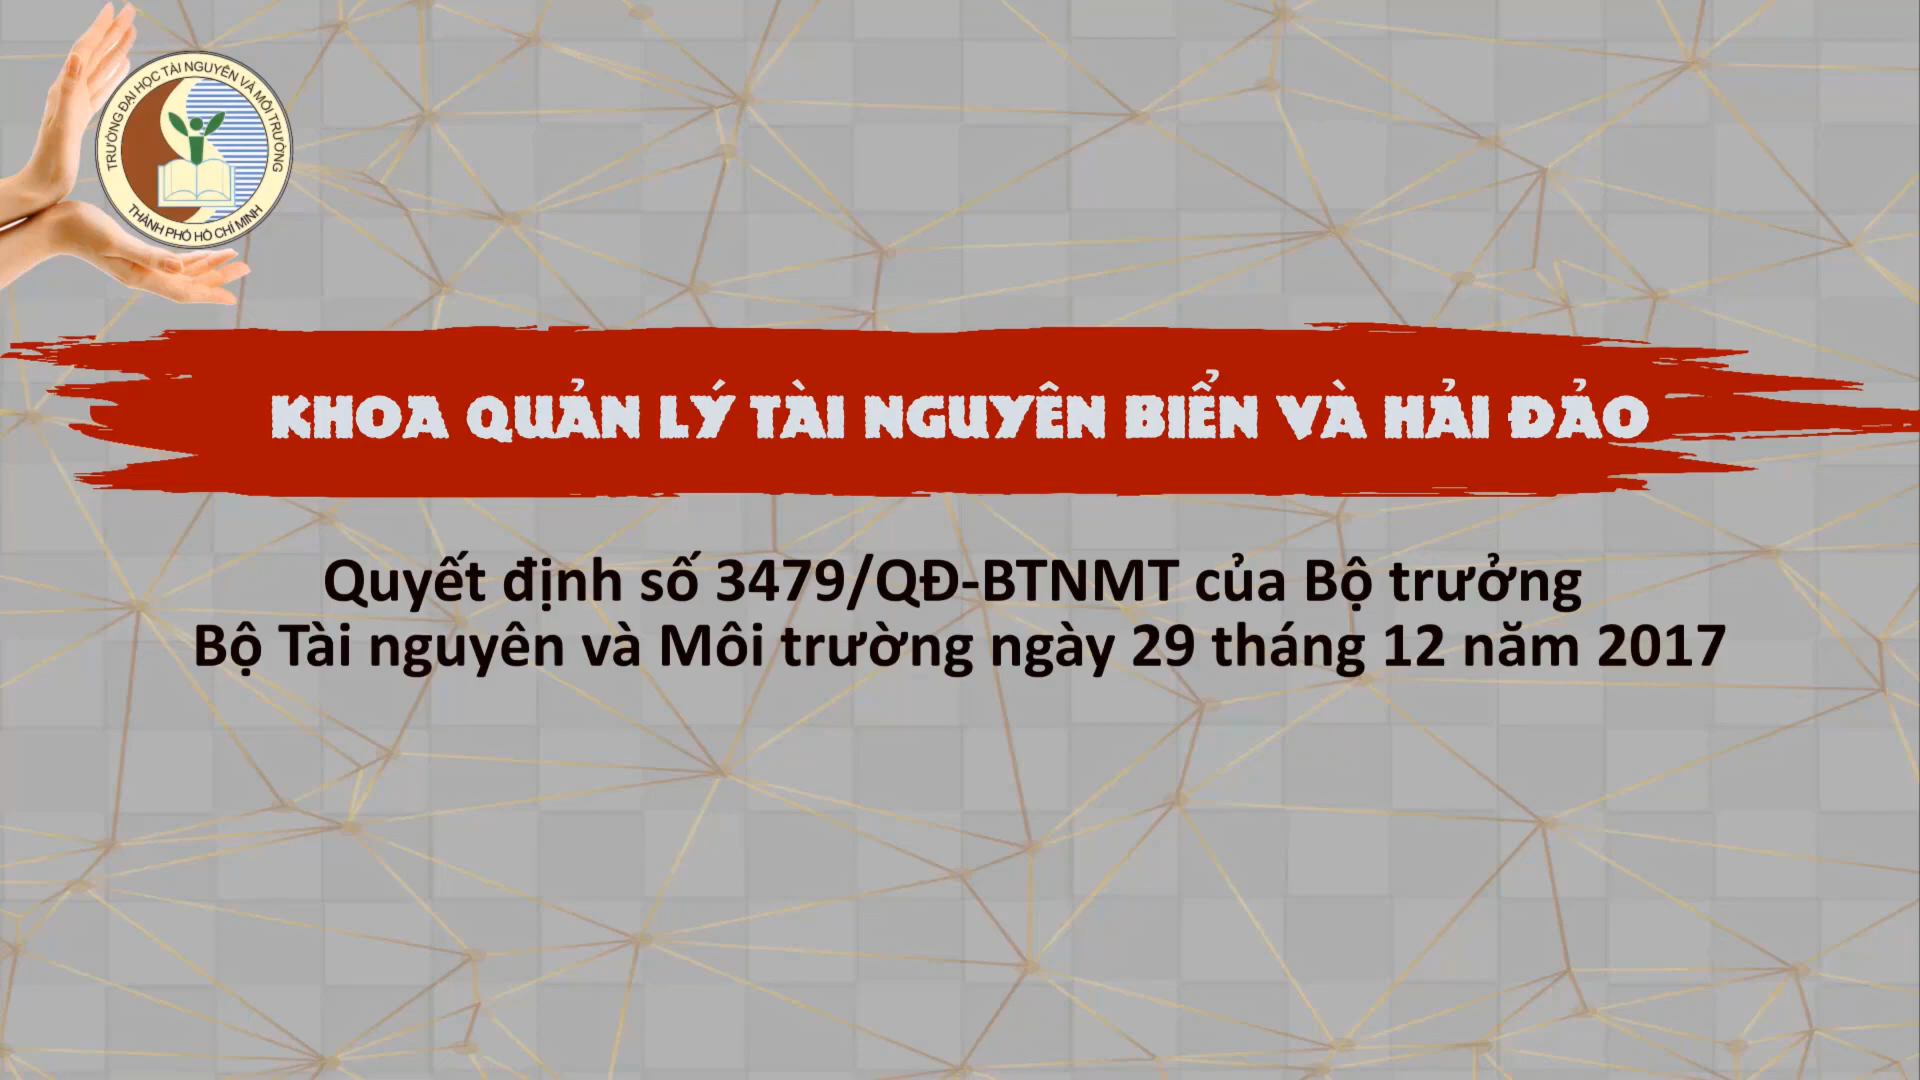 TRƯỜNG ĐẠI HỌC TÀI NGUYÊN VÀ MÔI TRƯỜNG
THÀNH PHỐ HỒ CHÍ MINH
KHOA QUẢN LÝ TÀI NGUYÊN BIỂN VÀ HẢI ĐẢO
Quyết định số 3479/QĐ-BTNMT của Bộ trưởng
Bộ Tài nguyên và Môi trường ngày 29 tháng 12 năm 2017